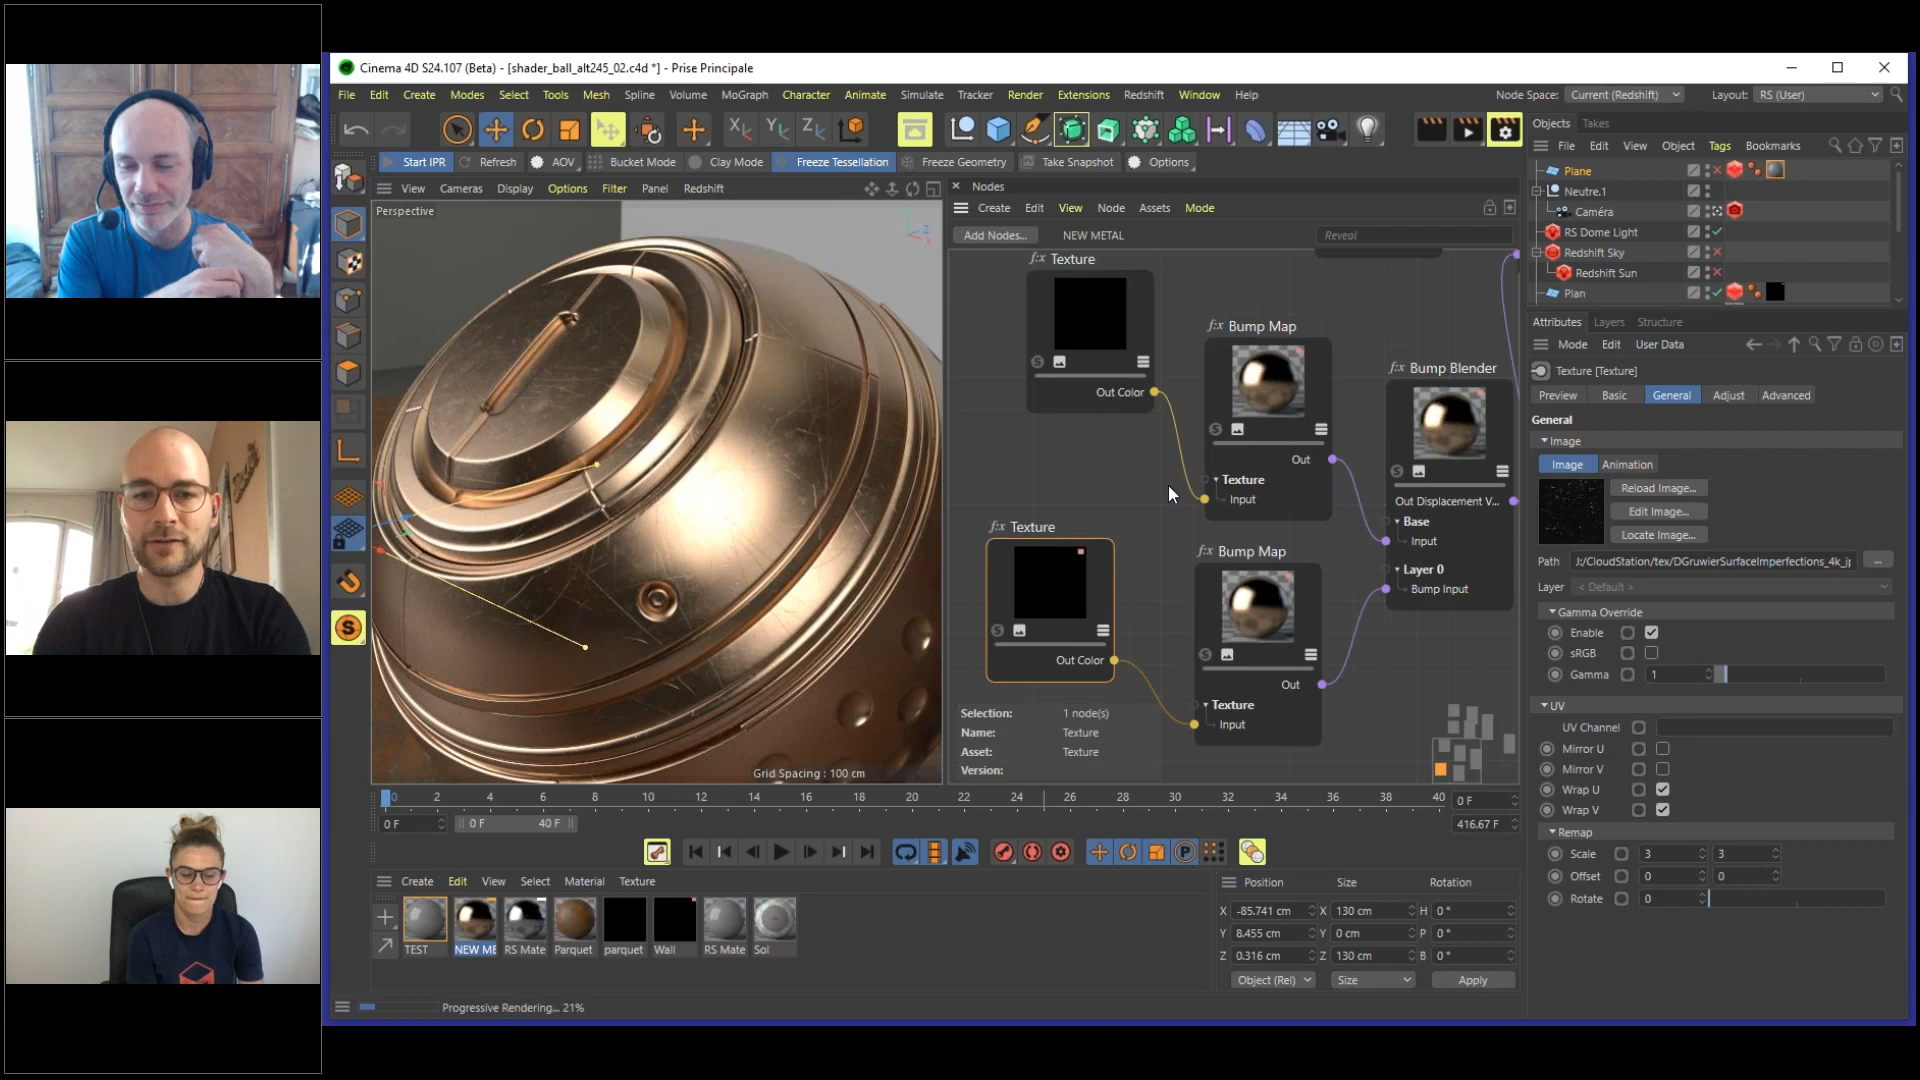 Cinema 4D S24.107 (Beta) - [shader_ball_alt245_02.c4d *] - Prise Principale
File Edit Create Modes Select Tools Mesh Spline Volume MoGraph Character Animate Simulate Tracker Render Extensions Redshift Window Help
Node Space: Current (Redshift) Layout: RS (User)
Start IPR Refresh AOV Bucket Mode Clay Mode Freeze Tessellation Freeze Geometry Take Snapshot Options
View Cameras Display Options Filter Panel Redshift
Perspective
Grid Spacing : 100 cm
Nodes
Create Edit View Node Assets Mode
Add Nodes... NEW METAL Reveal
f:x Texture
Out Color
f:x Bump Map
Out
Texture
Input
f:x Bump Blender
Out Displacement V...
Base
Input
Layer 0
Bump Input
f:x Texture
Out Color
f:x Bump Map
Out
Texture
Input
Selection: 1 node(s)
Name: Texture
Asset: Texture
Version:
Objects Takes
File Edit View Object Tags Bookmarks
Plane
Neutre.1
Caméra
RS Dome Light
Redshift Sky
Redshift Sun
Plan
Attributes Layers Structure
Mode Edit User Data
Texture [Texture]
Preview Basic General Adjust Advanced
General
Image
Image Animation
Reload Image...
Edit Image...
Locate Image...
Path J:/CloudStation/tex/DGruwierSurfaceImperfections_4k_j ...
Layer < Default >
Gamma Override
Enable
sRGB
Gamma 1
UV
UV Channel
Mirror U
Mirror V
Wrap U
Wrap V
Remap
Scale 3 3
Offset 0 0
Rotate 0
0 2 4 6 8 10 12 14 16 18 20 22 24 26 28 30 32 34 36 38 40 0 F
0 F 0 F 40 F 416.67 F
Create Edit View Select Material Texture
TEST NEW ME RS Mate Parquet parquet Wall RS Mate Sol
Position Size Rotation
X -85.741 cm X 130 cm H 0 °
Y 8.455 cm Y 0 cm P 0 °
Z 0.316 cm Z 130 cm B 0 °
Object (Rel) Size Apply
Progressive Rendering... 21%